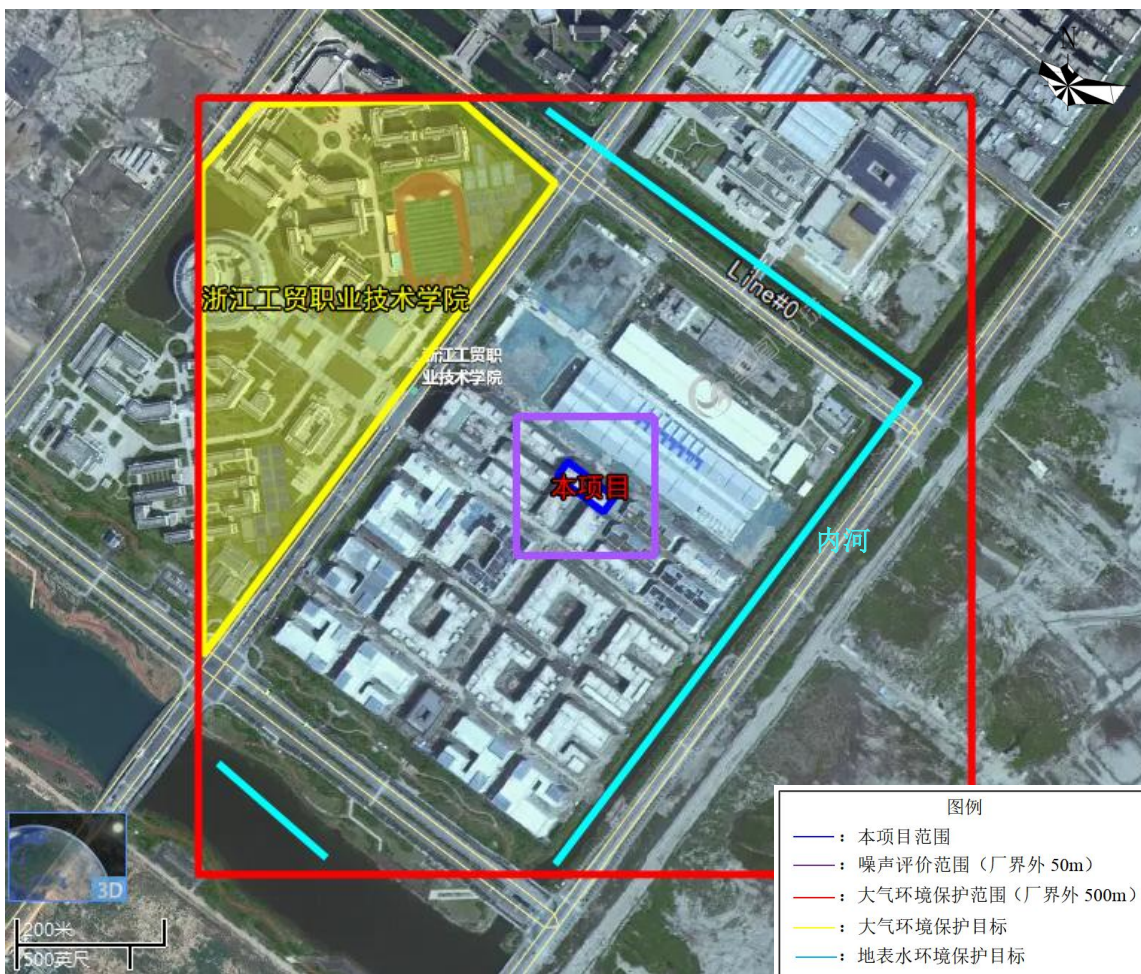 N
浙江工贸职业技术学院
Line#0
浙江工贸职
业技术学院
本项目
内河
图例
：本项目范围
：噪声评价范围（厂界外 50m）
：大气环境保护范围（厂界外 500m）
：大气环境保护目标
：地表水环境保护目标
3D
200米
500英尺